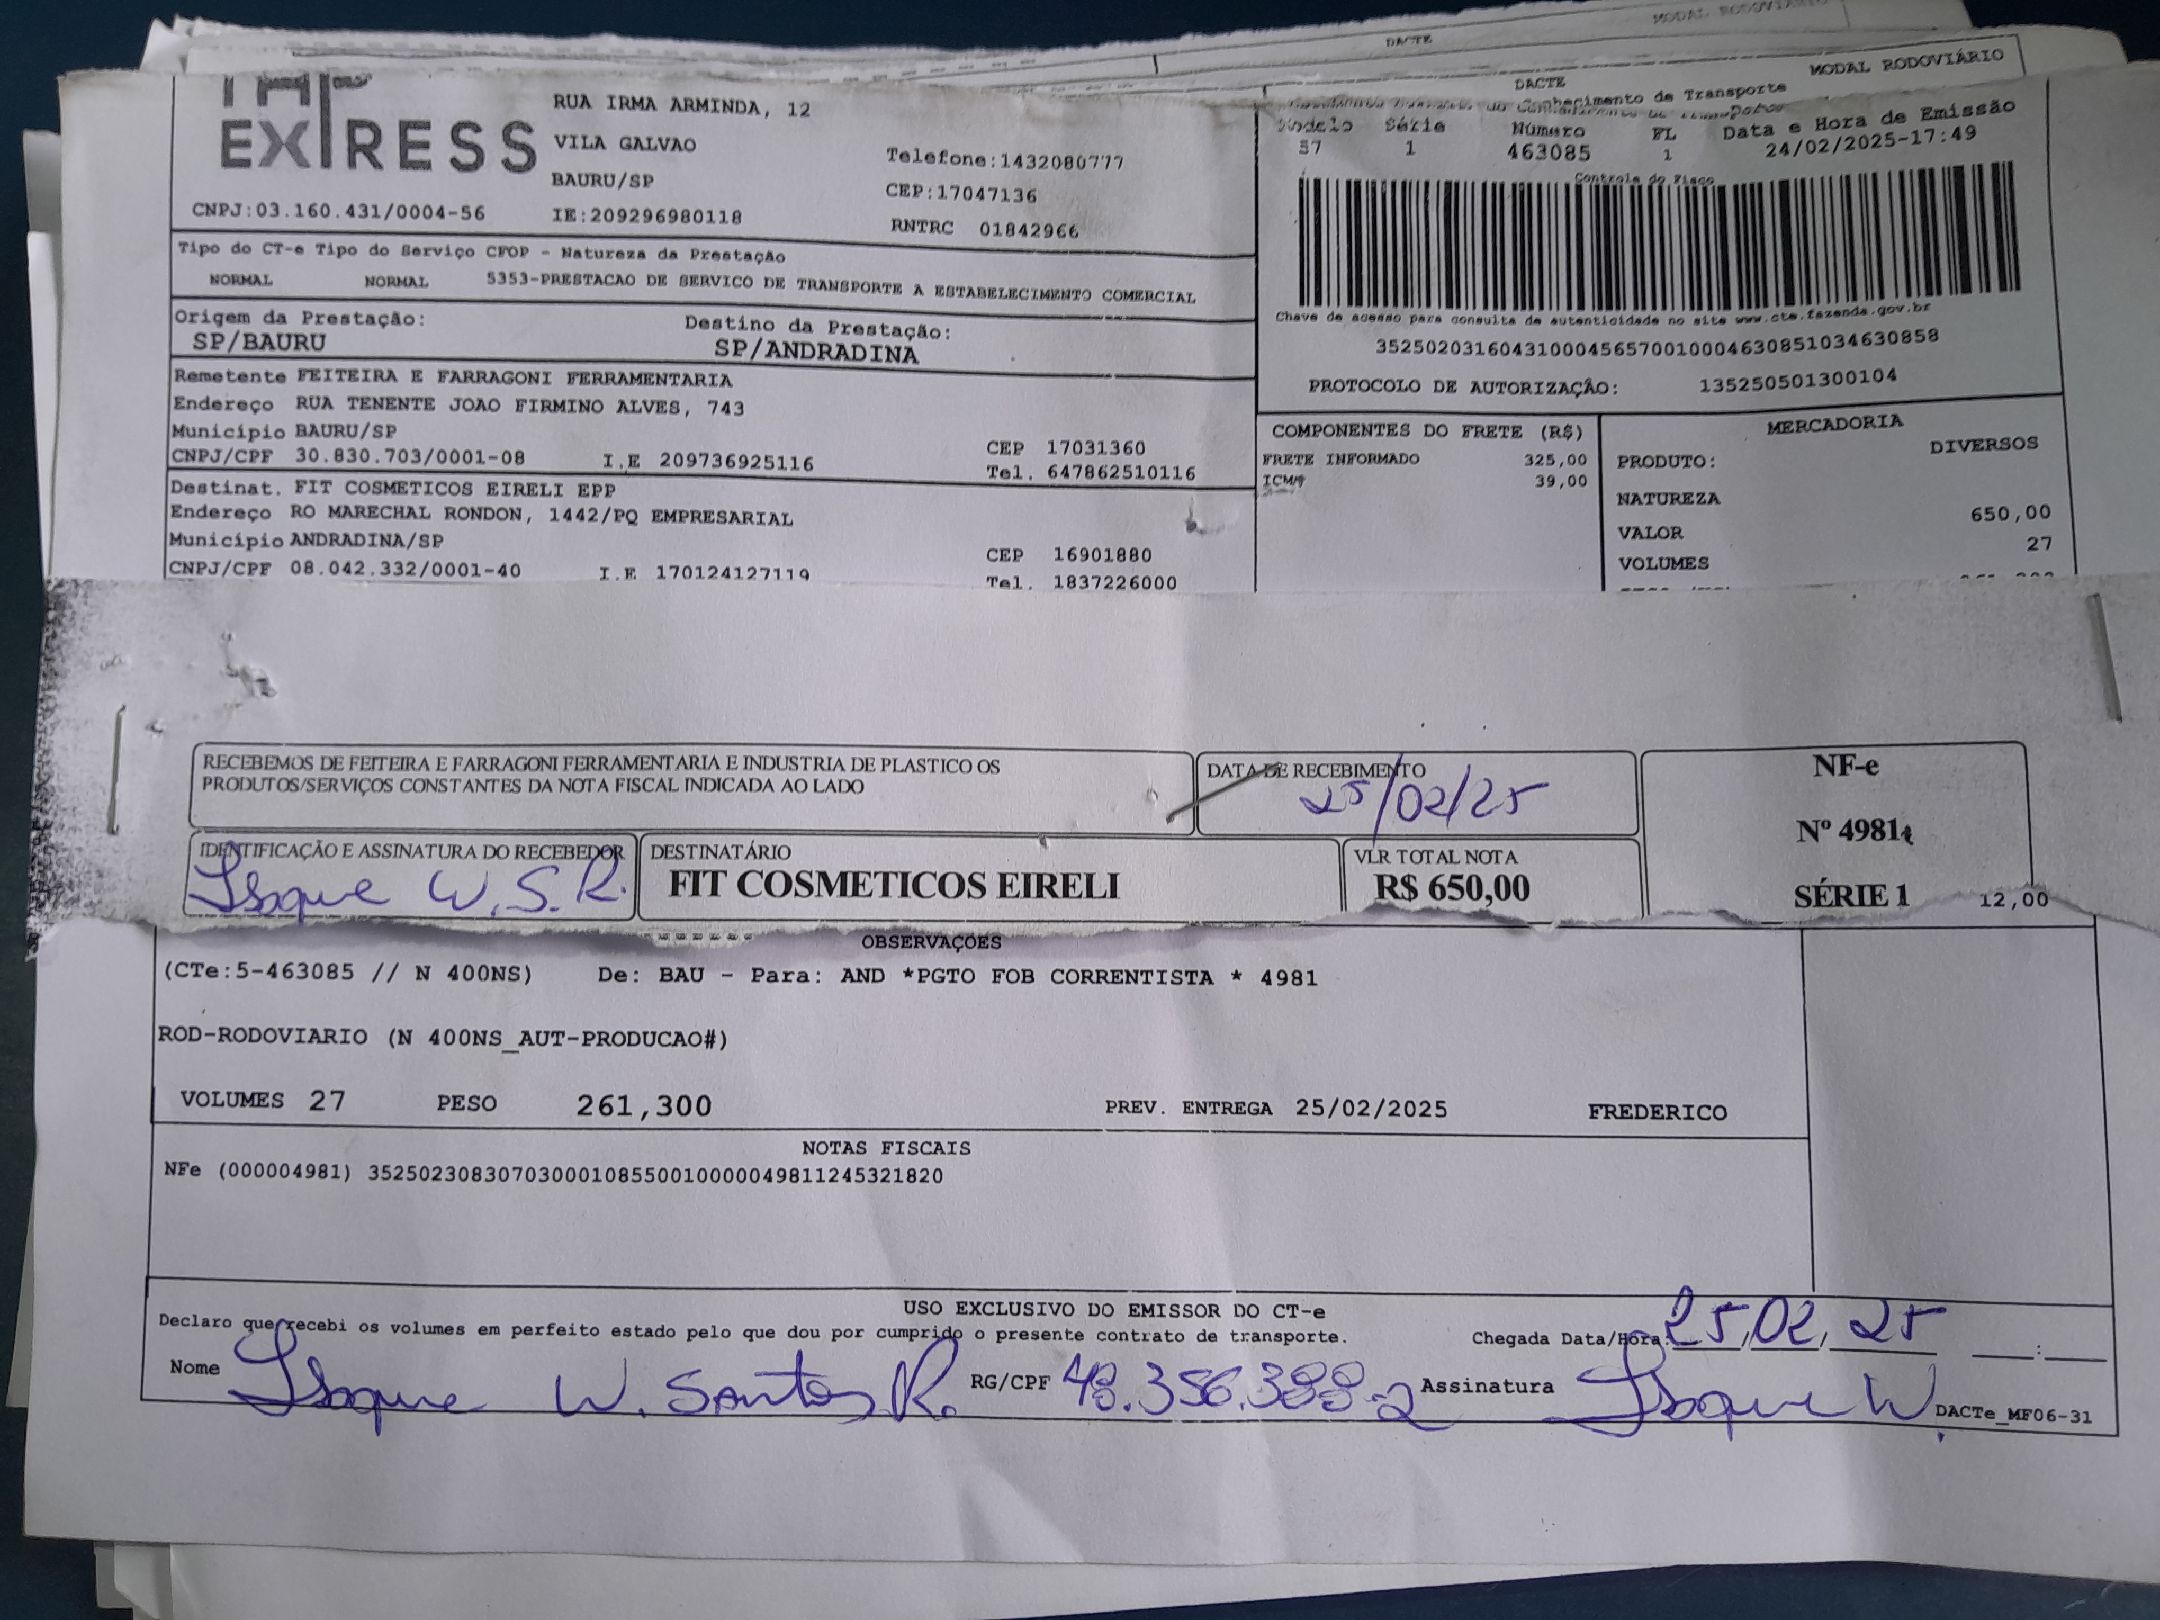 DACTE
MODAL RODOVIÁRIO
EXPRESS
RUA IRMA ARMINDA, 12
VILA GALVAO
BAURU/SP
Telefone:1432080777
CEP:17047136
CNPJ:03.160.431/0004-56 IE:209296980118 RNTRC 01842966
DACTE MODAL RODOVIÁRIO
Conhecimento de Transporte
Modelo Série Número FL Data e Hora de Emissão
57 1 463085 1 24/02/2025-17:49
Controle do Fisco
Chave de acesso para consulta de autenticidade no site www.cte.fazenda.gov.br
35250203160431000456570010004630851034630858
PROTOCOLO DE AUTORIZAÇÃO: 135250501300104
Tipo do CT-e Tipo do Serviço CFOP - Natureza da Prestação
NORMAL NORMAL 5353-PRESTACAO DE SERVICO DE TRANSPORTE A ESTABELECIMENTO COMERCIAL
Origem da Prestação: Destino da Prestação:
SP/BAURU SP/ANDRADINA
Remetente FEITEIRA E FARRAGONI FERRAMENTARIA
Endereço RUA TENENTE JOAO FIRMINO ALVES, 743
Município BAURU/SP CEP 17031360
CNPJ/CPF 30.830.703/0001-08 I.E 209736925116 Tel. 647862510116
Destinat. FIT COSMETICOS EIRELI EPP
Endereço RO MARECHAL RONDON, 1442/PQ EMPRESARIAL
Município ANDRADINA/SP CEP 16901880
CNPJ/CPF 08.042.332/0001-40 I.E 170124127119 Tel. 1837226000
COMPONENTES DO FRETE (R$)
FRETE INFORMADO 325,00
ICMS 39,00
MERCADORIA
PRODUTO: DIVERSOS
NATUREZA
VALOR 650,00
VOLUMES 27
RECEBEMOS DE FEITEIRA E FARRAGONI FERRAMENTARIA E INDUSTRIA DE PLASTICO OS
PRODUTOS/SERVIÇOS CONSTANTES DA NOTA FISCAL INDICADA AO LADO
DATA DE RECEBIMENTO
25/02/25
NF-e
Nº 4981
SÉRIE 1 12,00
IDENTIFICAÇÃO E ASSINATURA DO RECEBEDOR
Isaque W.S.R.
DESTINATÁRIO
FIT COSMETICOS EIRELI
VLR TOTAL NOTA
R$ 650,00
OBSERVAÇÕES
(CTe:5-463085 // N 400NS) De: BAU - Para: AND *PGTO FOB CORRENTISTA * 4981
ROD-RODOVIARIO (N 400NS_AUT-PRODUCAO#)
VOLUMES 27 PESO 261,300 PREV. ENTREGA 25/02/2025 FREDERICO
NOTAS FISCAIS
NFe (000004981) 35250230830703000108550010000049811245321820
USO EXCLUSIVO DO EMISSOR DO CT-e
Declaro que recebi os volumes em perfeito estado pelo que dou por cumprido o presente contrato de transporte. Chegada Data/Hora: 25/02/25 __:__
Nome Isaque W. Santos R. RG/CPF 48.356.388-2 Assinatura Isaque W. DACTe_MF06-31